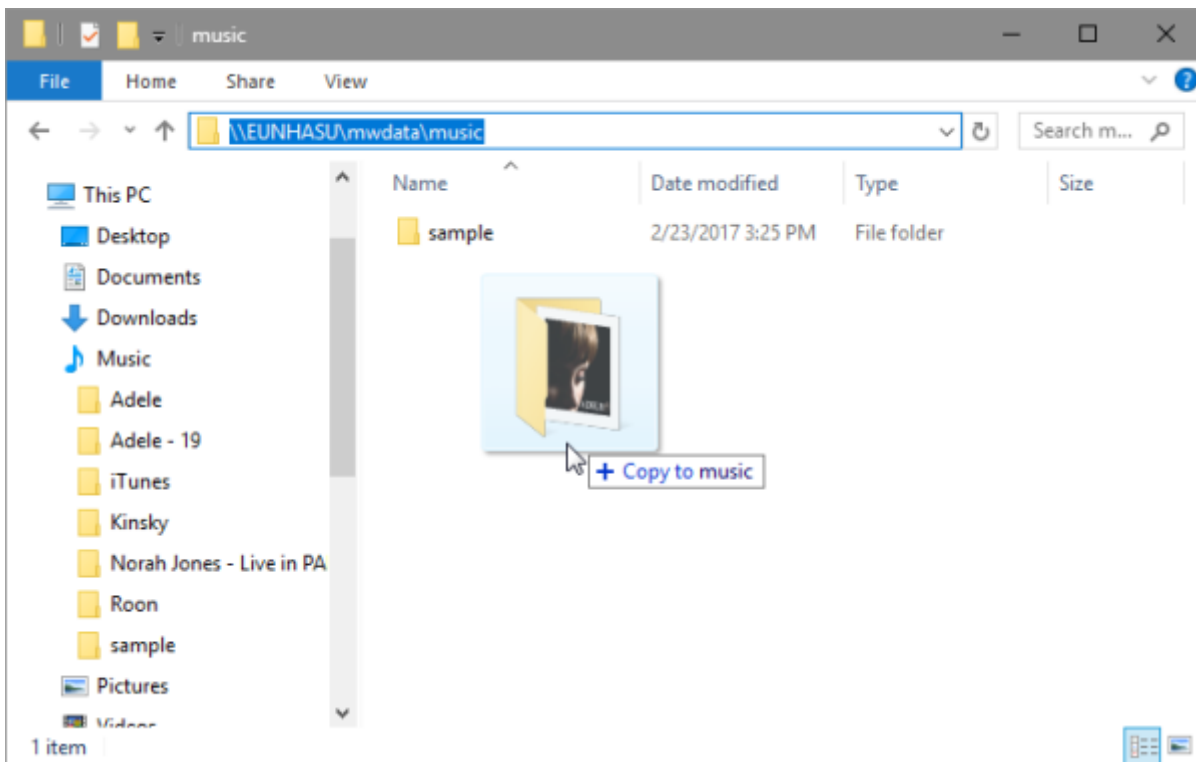 music
File Home Share View
\\EUNHASU\mwdata\music Search m...
This PC
Desktop
Documents
Downloads
Music
Adele
Adele - 19
iTunes
Kinsky
Norah Jones - Live in PA
Roon
sample
Pictures
Videos
Name Date modified Type Size
sample 2/23/2017 3:25 PM File folder
ADELE
+ Copy to music
1 item